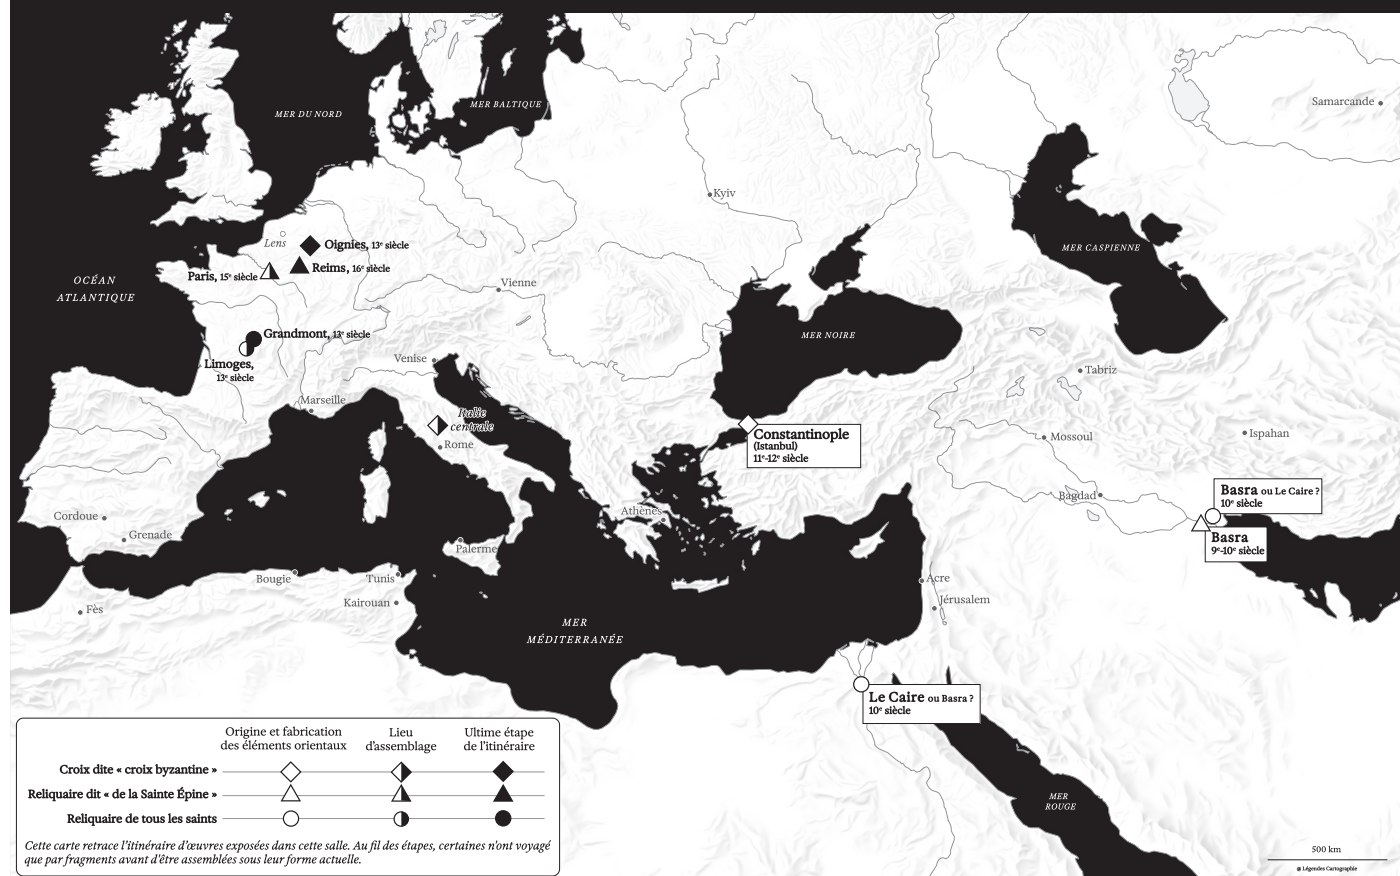 MER DU NORD
MER BALTIQUE
Samarcande
Kyiv
Lens
Oignies, 13e siècle
Reims, 16e siècle
Paris, 15e siècle
MER CASPIENNE
OCÉAN
ATLANTIQUE
Vienne
Grandmont, 13e siècle
MER NOIRE
Limoges,
13e siècle
Venise
Tabriz
Marseille
Italie
centrale
Rome
Constantinople
(Istanbul)
11e-12e siècle
Mossoul
Ispahan
Bagdad
Basra ou Le Caire ?
10e siècle
Cordoue
Grenade
Athènes
Basra
9e-10e siècle
Palerme
Bougie
Tunis
Acre
Kairouan
Jérusalem
Fès
MER
MÉDITERRANÉE
Le Caire ou Basra ?
10e siècle
MER
ROUGE
Origine et fabrication
des éléments orientaux
Lieu
d'assemblage
Ultime étape
de l'itinéraire
Croix dite « croix byzantine »
Reliquaire dit « de la Sainte Épine »
Reliquaire de tous les saints
Cette carte retrace l'itinéraire d'œuvres exposées dans cette salle. Au fil des étapes, certaines n'ont voyagé
que par fragments avant d'être assemblées sous leur forme actuelle.
500 km
Légendes Cartographie